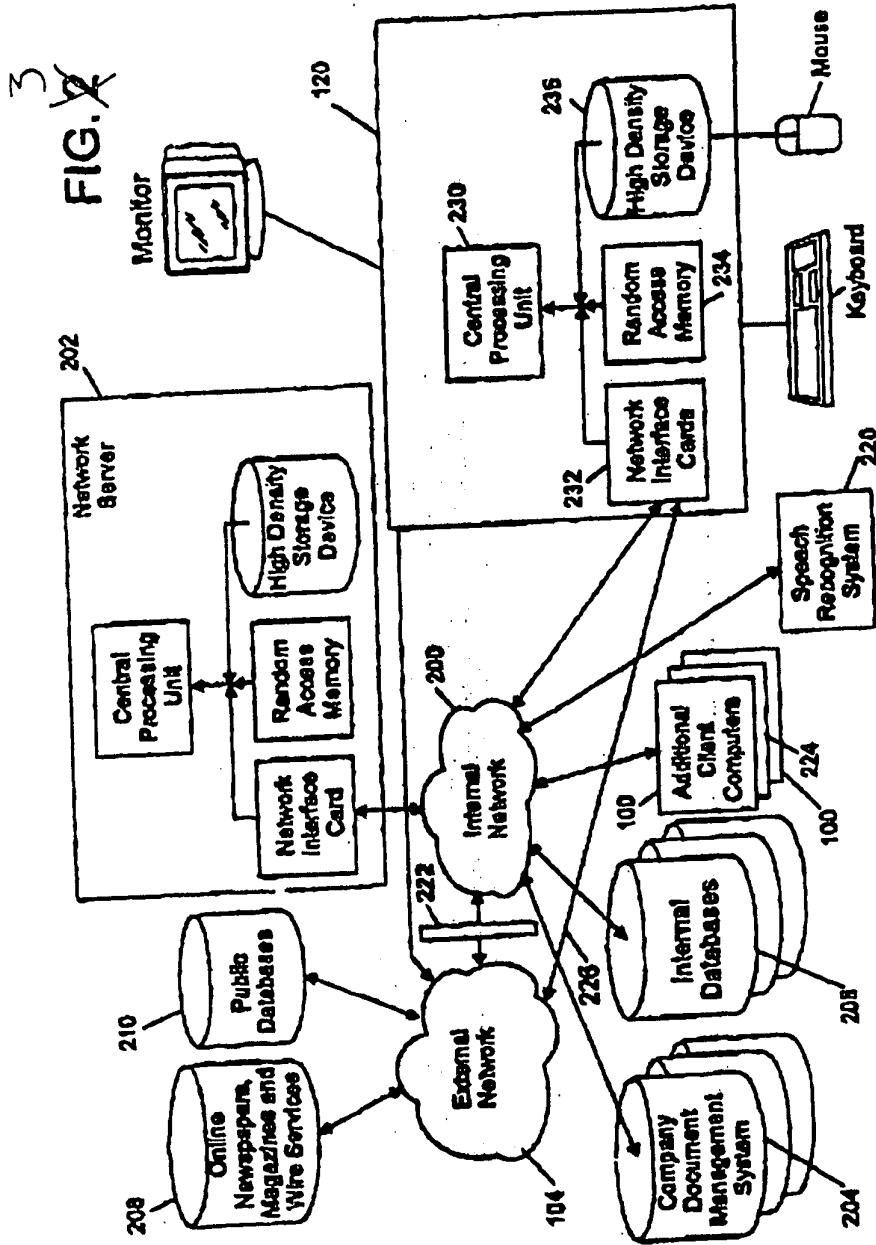 3
FIG. 2
Monitor
202
Network
Server
Central
Processing
Unit
Network
Interface
Card
Random
Access
Memory
High Density
Storage
Device
120
230
Central
Processing
Unit
232
Network
Interface
Cards
Random
Access
Memory
234
236
High Density
Storage
Device
Keyboard
Mouse
208
Online
Newspapers,
Magazines and
Wire Services
210
Public
Databases
External
Network
104
222
200
Internal
Network
226
Company
Document
Management
System
204
Internal
Databases
206
100
Additional
Client
Computers
224
100
Speech
Recognition
System
220